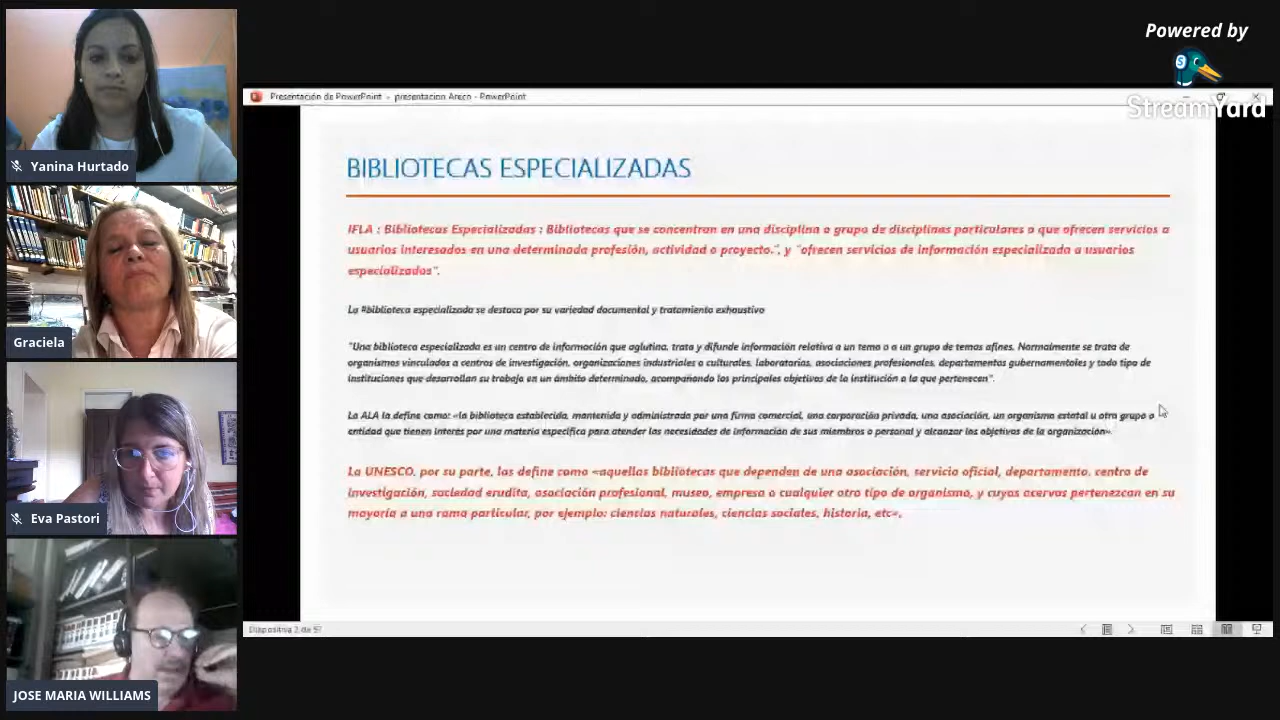 Powered by
StreamYard
Yanina Hurtado
Graciela
Eva Pastori
JOSE MARIA WILLIAMS
Presentación de PowerPoint - presentacion Areco - PowerPoint
BIBLIOTECAS ESPECIALIZADAS
IFLA : Bibliotecas Especializadas : Bibliotecas que se concentran en una disciplina o grupo de disciplinas particulares o que ofrecen servicios a
usuarios interesados en una determinada profesión, actividad o proyecto.", y "ofrecen servicios de información especializada a usuarios
especializados".
La #biblioteca especializada se destaca por su variedad documental y tratamiento exhaustivo
"Una biblioteca especializada es un centro de información que aglutina, trata y difunde información relativa a un tema o a un grupo de temas afines. Normalmente se trata de
organismos vinculados a centros de investigación, organizaciones industriales o culturales, laboratorios, asociaciones profesionales, departamentos gubernamentales y todo tipo de
instituciones que desarrollan su trabajo en un ámbito determinado, acompañando los principales objetivos de la institución a la que pertenecen".
La ALA la define como: «la biblioteca establecida, mantenida y administrada por una firma comercial, una corporación privada, una asociación, un organismo estatal u otro grupo o
entidad que tienen interés por una materia específica para atender las necesidades de información de sus miembros o personal y alcanzar los objetivos de la organización».
La UNESCO, por su parte, las define como «aquellas bibliotecas que dependen de una asociación, servicio oficial, departamento, centro de
investigación, sociedad erudita, asociación profesional, museo, empresa o cualquier otro tipo de organismo, y cuyos acervos pertenezcan en su
mayoría a una rama particular, por ejemplo: ciencias naturales, ciencias sociales, historia, etc«.
Diapositiva 2 de